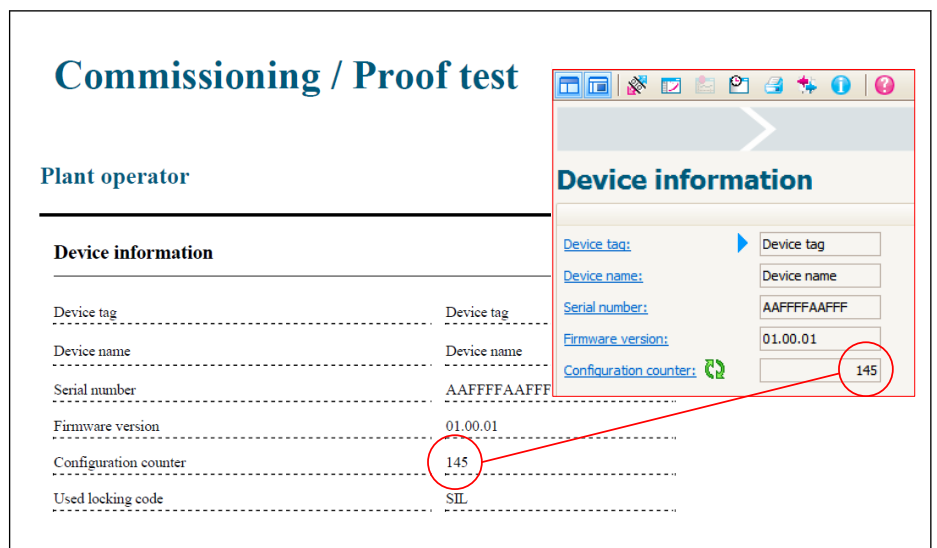 Commissioning / Proof test
Plant operator
Device information
Device tag Device tag
Device name Device name
Serial number AAFFFFAAFFF
Firmware version 01.00.01
Configuration counter 145
Used locking code SIL
Device information
Device tag: Device tag
Device name: Device name
Serial number: AAFFFFAAFFF
Firmware version: 01.00.01
Configuration counter: 145